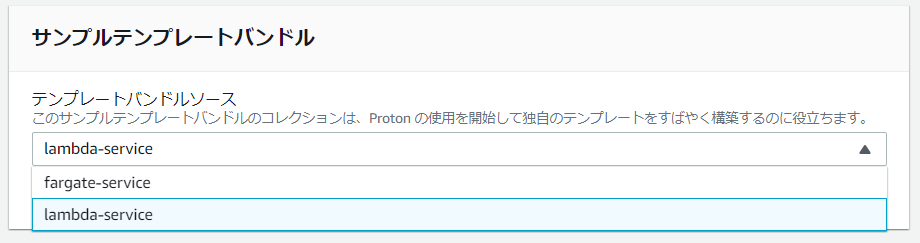 サンプルテンプレートバンドル
テンプレートバンドルソース
このサンプルテンプレートバンドルのコレクションは、Proton の使用を開始して独自のテンプレートをすばやく構築するのに役立ちます。
lambda-service
fargate-service
lambda-service